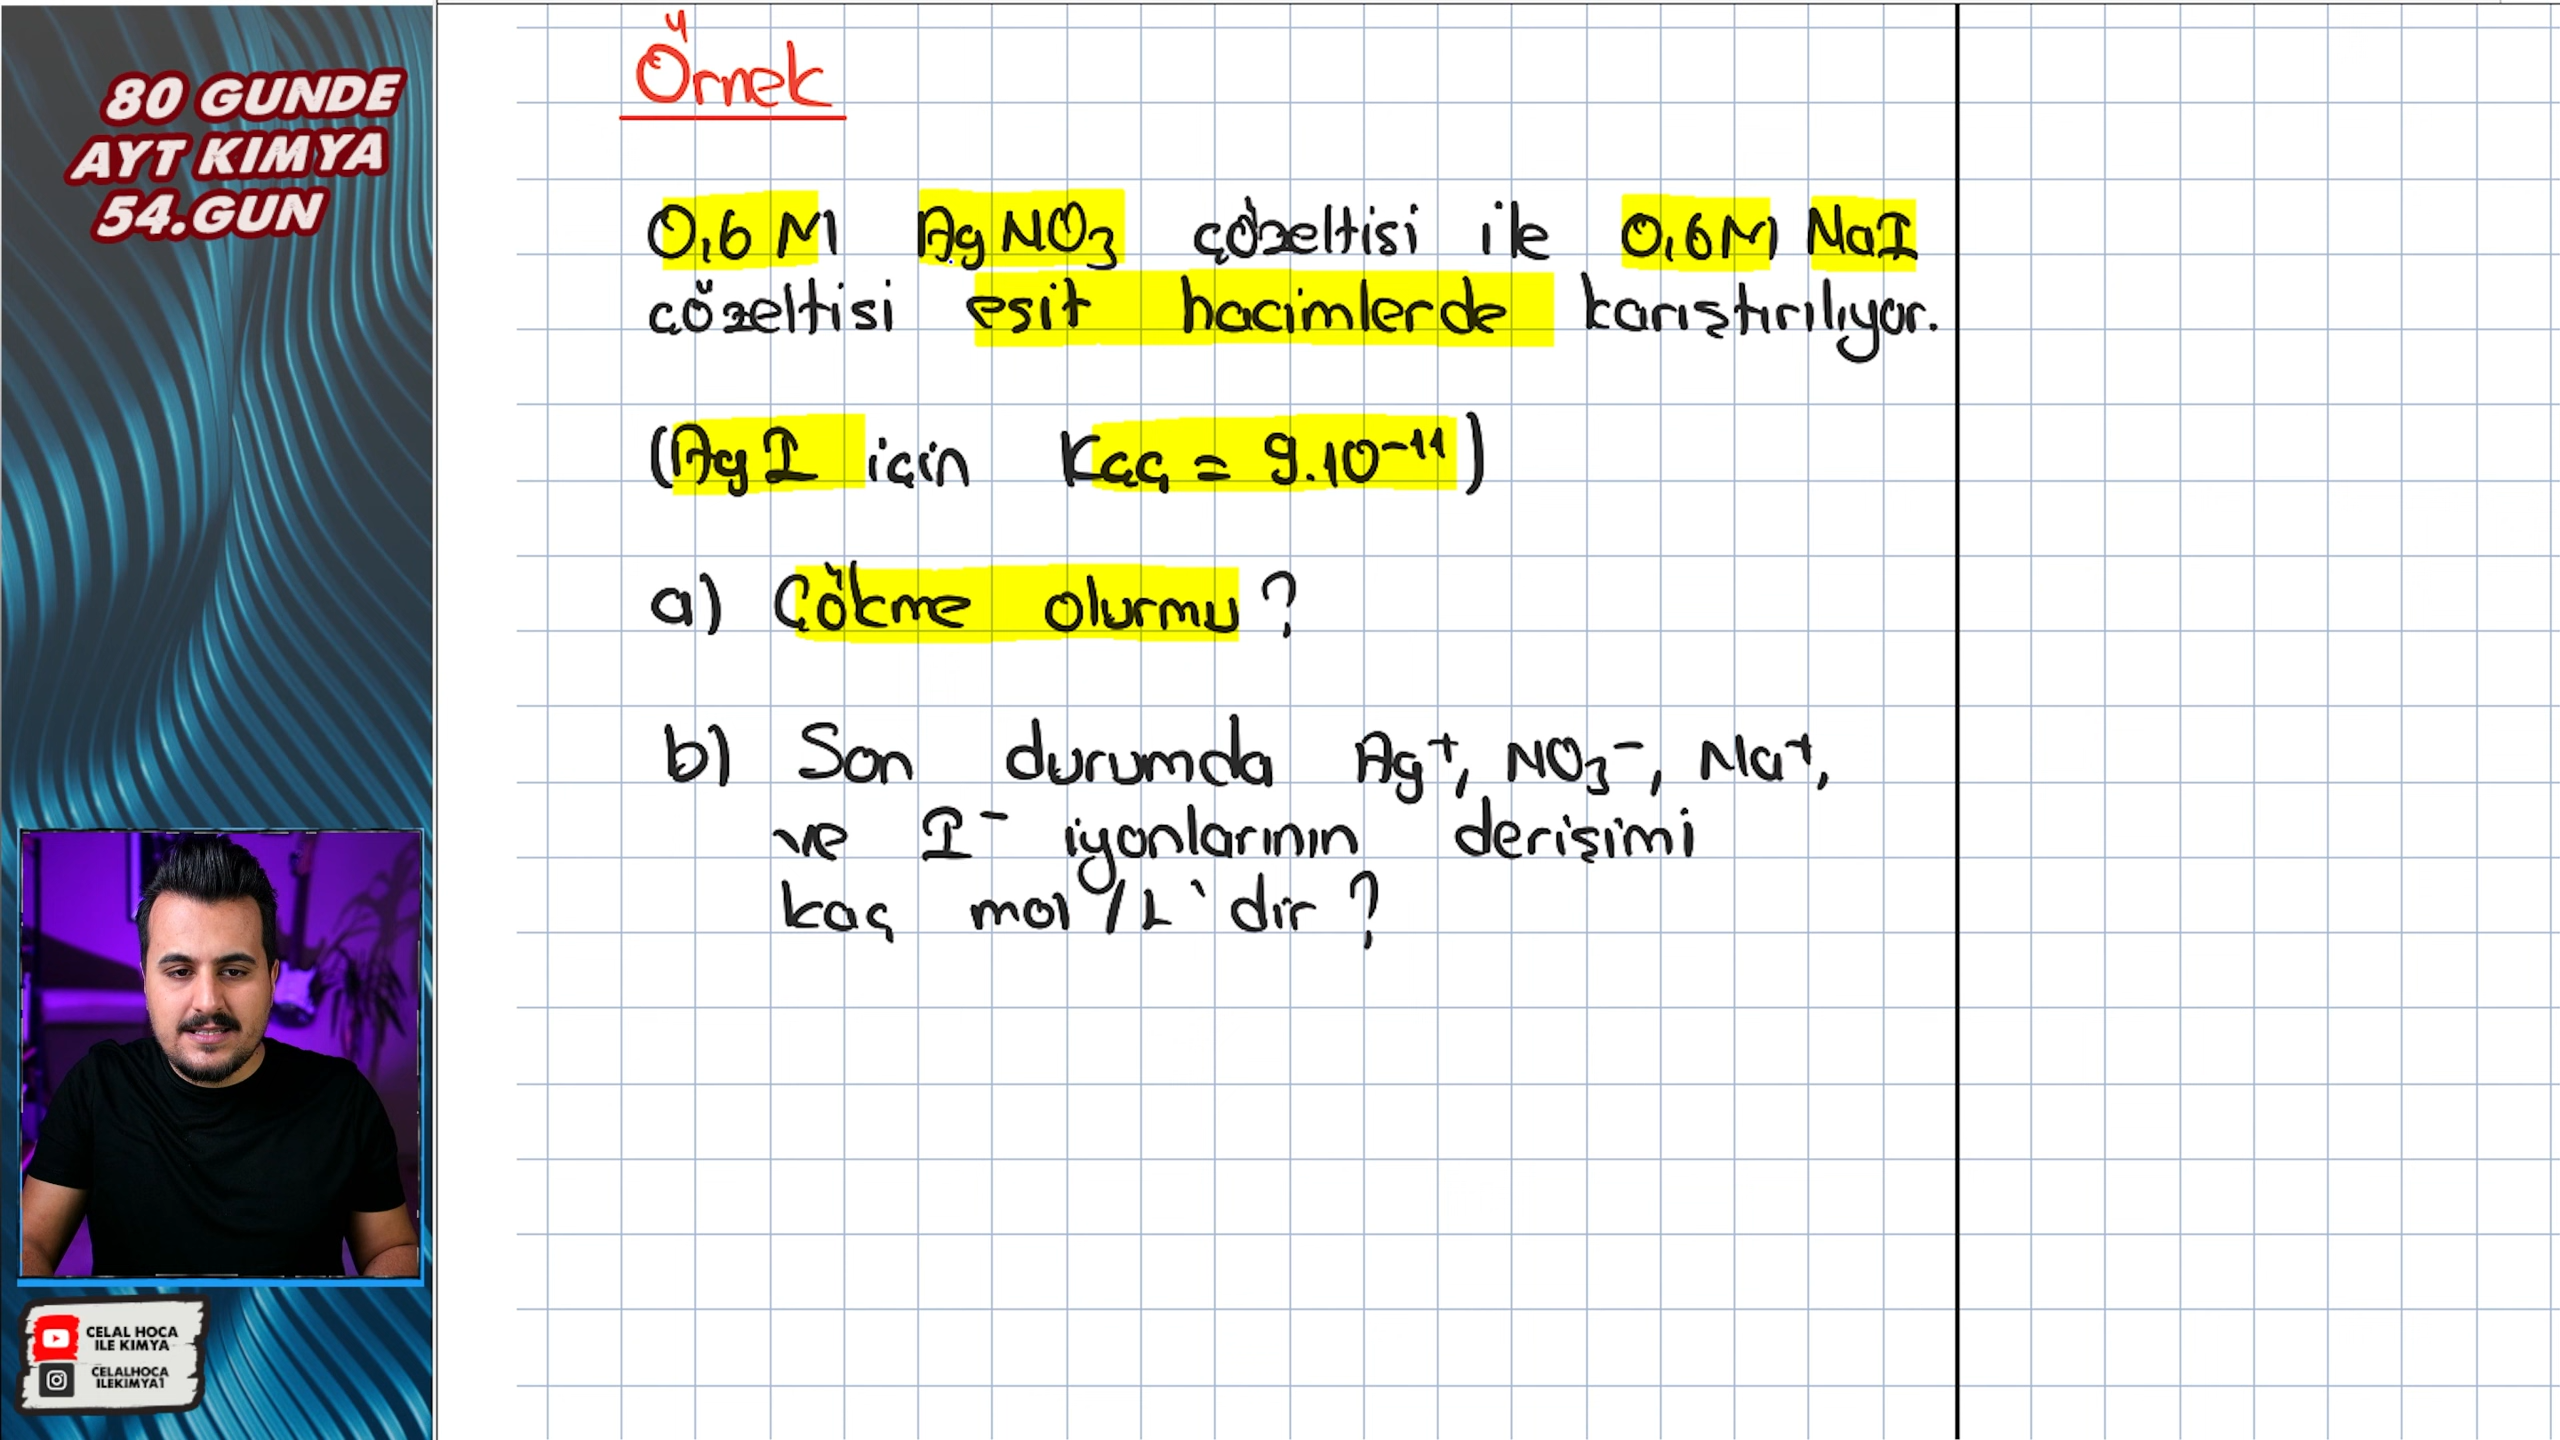 80 GUNDE
AYT KIMYA
54.GUN
Örnek
0,6 M AgNO₃ çözeltisi ile 0,6M NaI
çözeltisi eşit hacimlerde karıştırılıyor.
(AgI için Kçç = 9.10⁻¹¹)
a) Çökme olurmu ?
b) Son durumda Ag⁺, NO₃⁻, Na⁺,
ve I⁻ iyonlarının derişimi
kaç mol/L'dir ?
CELAL HOCA
ILE KIMYA
CELALHOCA
ILEKIMYA1